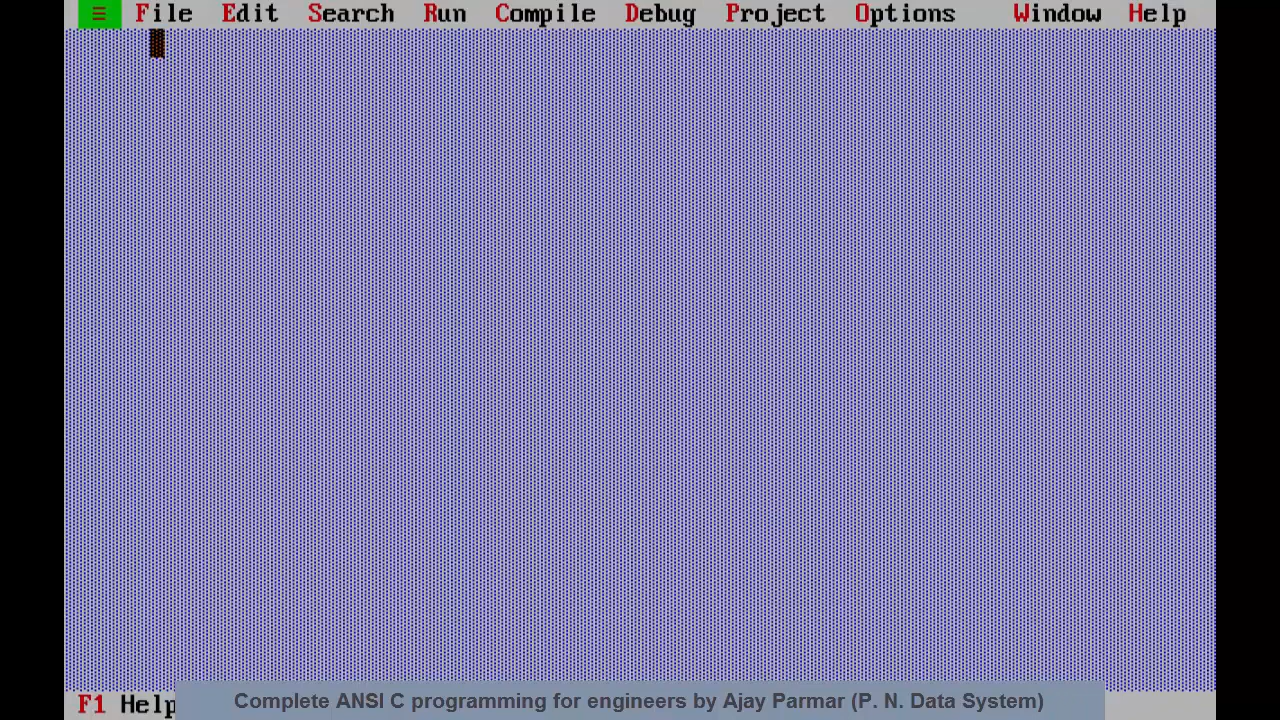 ≡ File Edit Search Run Compile Debug Project Options Window Help
F1 Help
Complete ANSI C programming for engineers by Ajay Parmar (P. N. Data System)